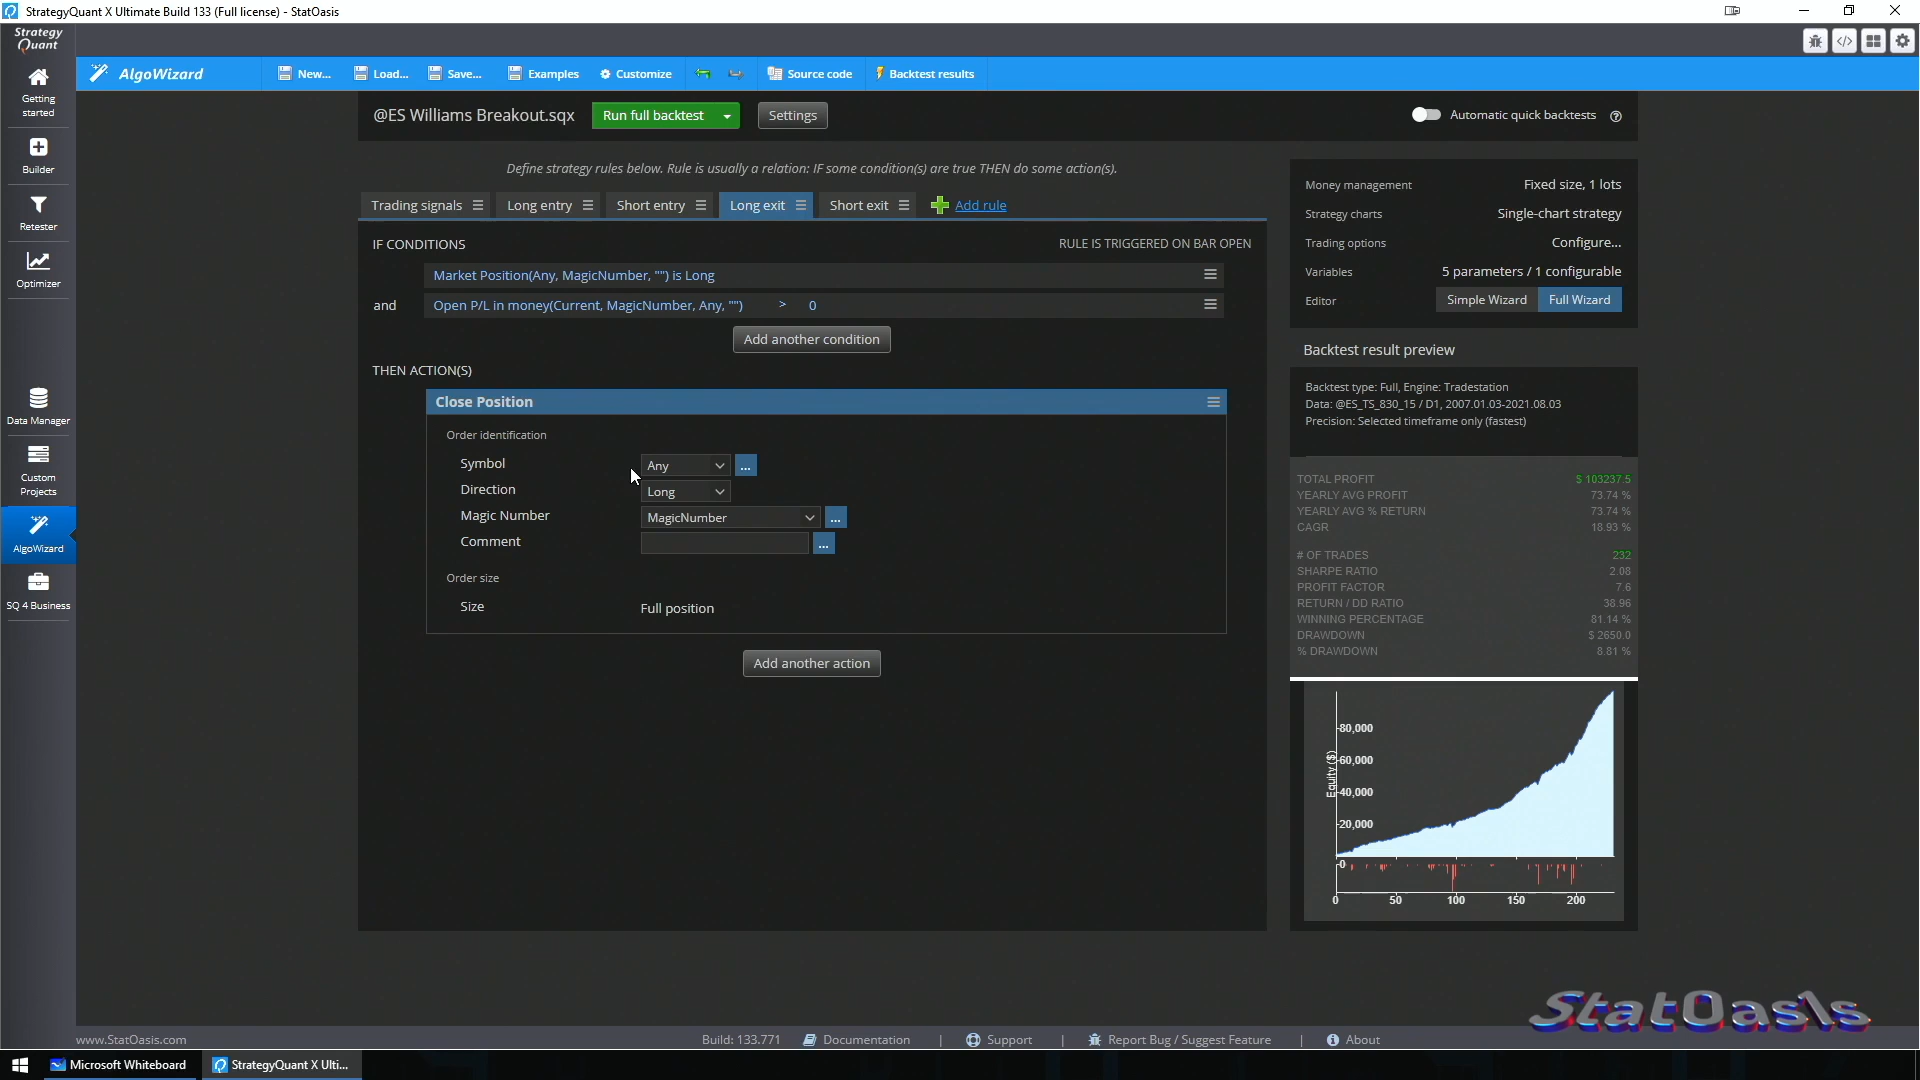 StrategyQuant X Ultimate Build 133 (Full license) - StatOasis
Strategy
Quant
AlgoWizard
New...
Load...
Save...
Examples
Customize
Source code
Backtest results
Getting
started
Builder
Retester
Optimizer
Data Manager
Custom
Projects
AlgoWizard
SQ 4 Business
@ES Williams Breakout.sqx
Run full backtest
Settings
Automatic quick backtests
Define strategy rules below. Rule is usually a relation: IF some condition(s) are true THEN do some action(s).
Trading signals
Long entry
Short entry
Long exit
Short exit
Add rule
IF CONDITIONS
RULE IS TRIGGERED ON BAR OPEN
Market Position(Any, MagicNumber, "") is Long
and Open P/L in money(Current, MagicNumber, Any, "") > 0
Add another condition
THEN ACTION(S)
Close Position
Order identification
Symbol Any ...
Direction Long
Magic Number MagicNumber ...
Comment ...
Order size
Size Full position
Add another action
Money management Fixed size, 1 lots
Strategy charts Single-chart strategy
Trading options Configure...
Variables 5 parameters / 1 configurable
Editor Simple Wizard Full Wizard
Backtest result preview
Backtest type: Full, Engine: Tradestation
Data: @ES_TS_830_15 / D1, 2007.01.03-2021.08.03
Precision: Selected timeframe only (fastest)
TOTAL PROFIT $ 103237.5
YEARLY AVG PROFIT 73.74 %
YEARLY AVG % RETURN 73.74 %
CAGR 18.93 %
# OF TRADES 232
SHARPE RATIO 2.08
PROFIT FACTOR 7.6
RETURN / DD RATIO 38.96
WINNING PERCENTAGE 81.14 %
DRAWDOWN $ 2650.0
% DRAWDOWN 8.81 %
Equity ($)
80,000
60,000
40,000
20,000
0
0 50 100 150 200
StatOasis
www.StatOasis.com
Build: 133.771
Documentation
Support
Report Bug / Suggest Feature
About
Microsoft Whiteboard
StrategyQuant X Ulti...